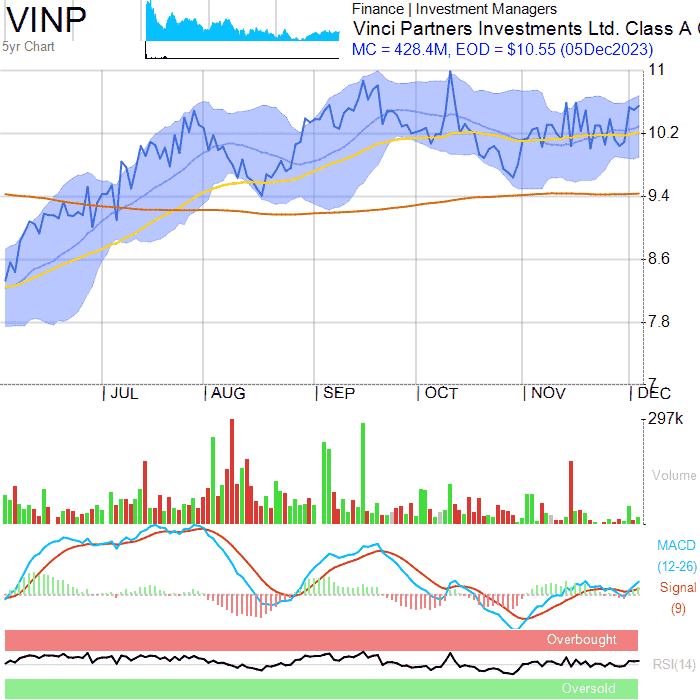 VINP
5yr Chart
Finance | Investment Managers
Vinci Partners Investments Ltd. Class A
MC = 428.4M, EOD = $10.55 (05Dec2023)
11
10.2
9.4
8.6
7.8
7
JUL
AUG
SEP
OCT
NOV
DEC
297k
Volume
MACD
(12-26)
Signal
(9)
Overbought
RSI(14)
Oversold